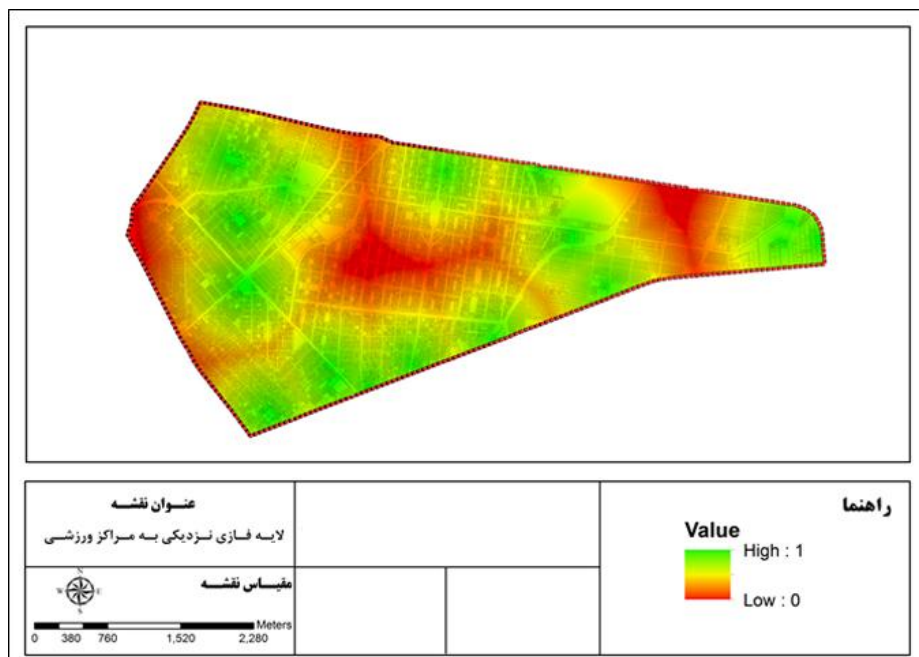 عنوان نقشه
لایه فازی نزدیکی به مراکز ورزشی
مقیاس نقشه
N
W E
S
Meters
0 380 760 1,520 2,280
راهنما
Value
High : 1
Low : 0